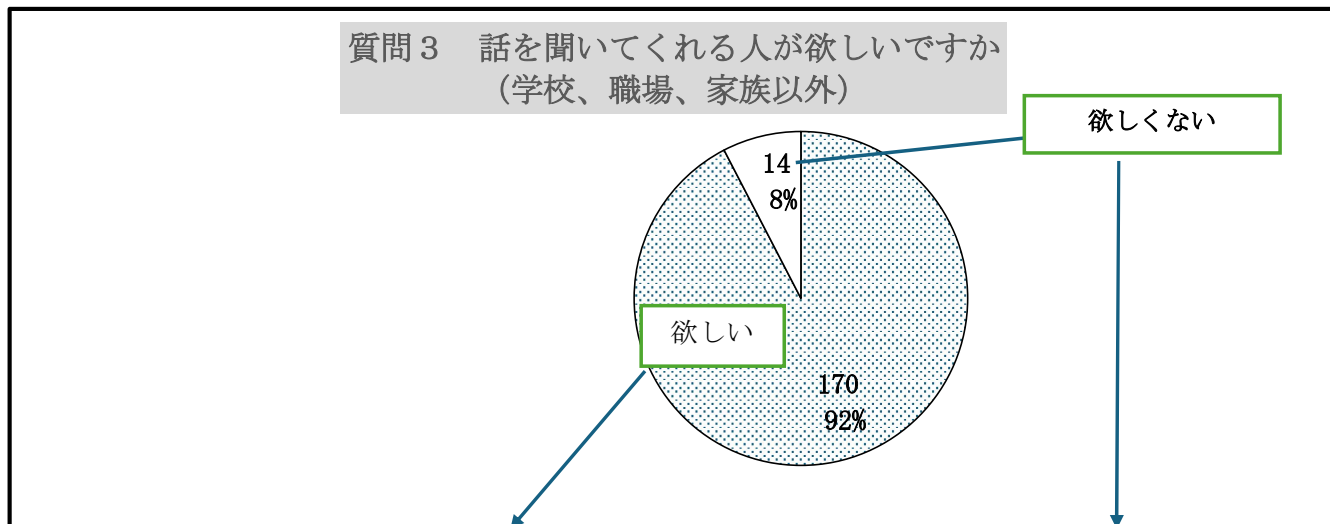 質問３　話を聞いてくれる人が欲しいですか
（学校、職場、家族以外）
欲しくない
14
8%
欲しい
170
92%